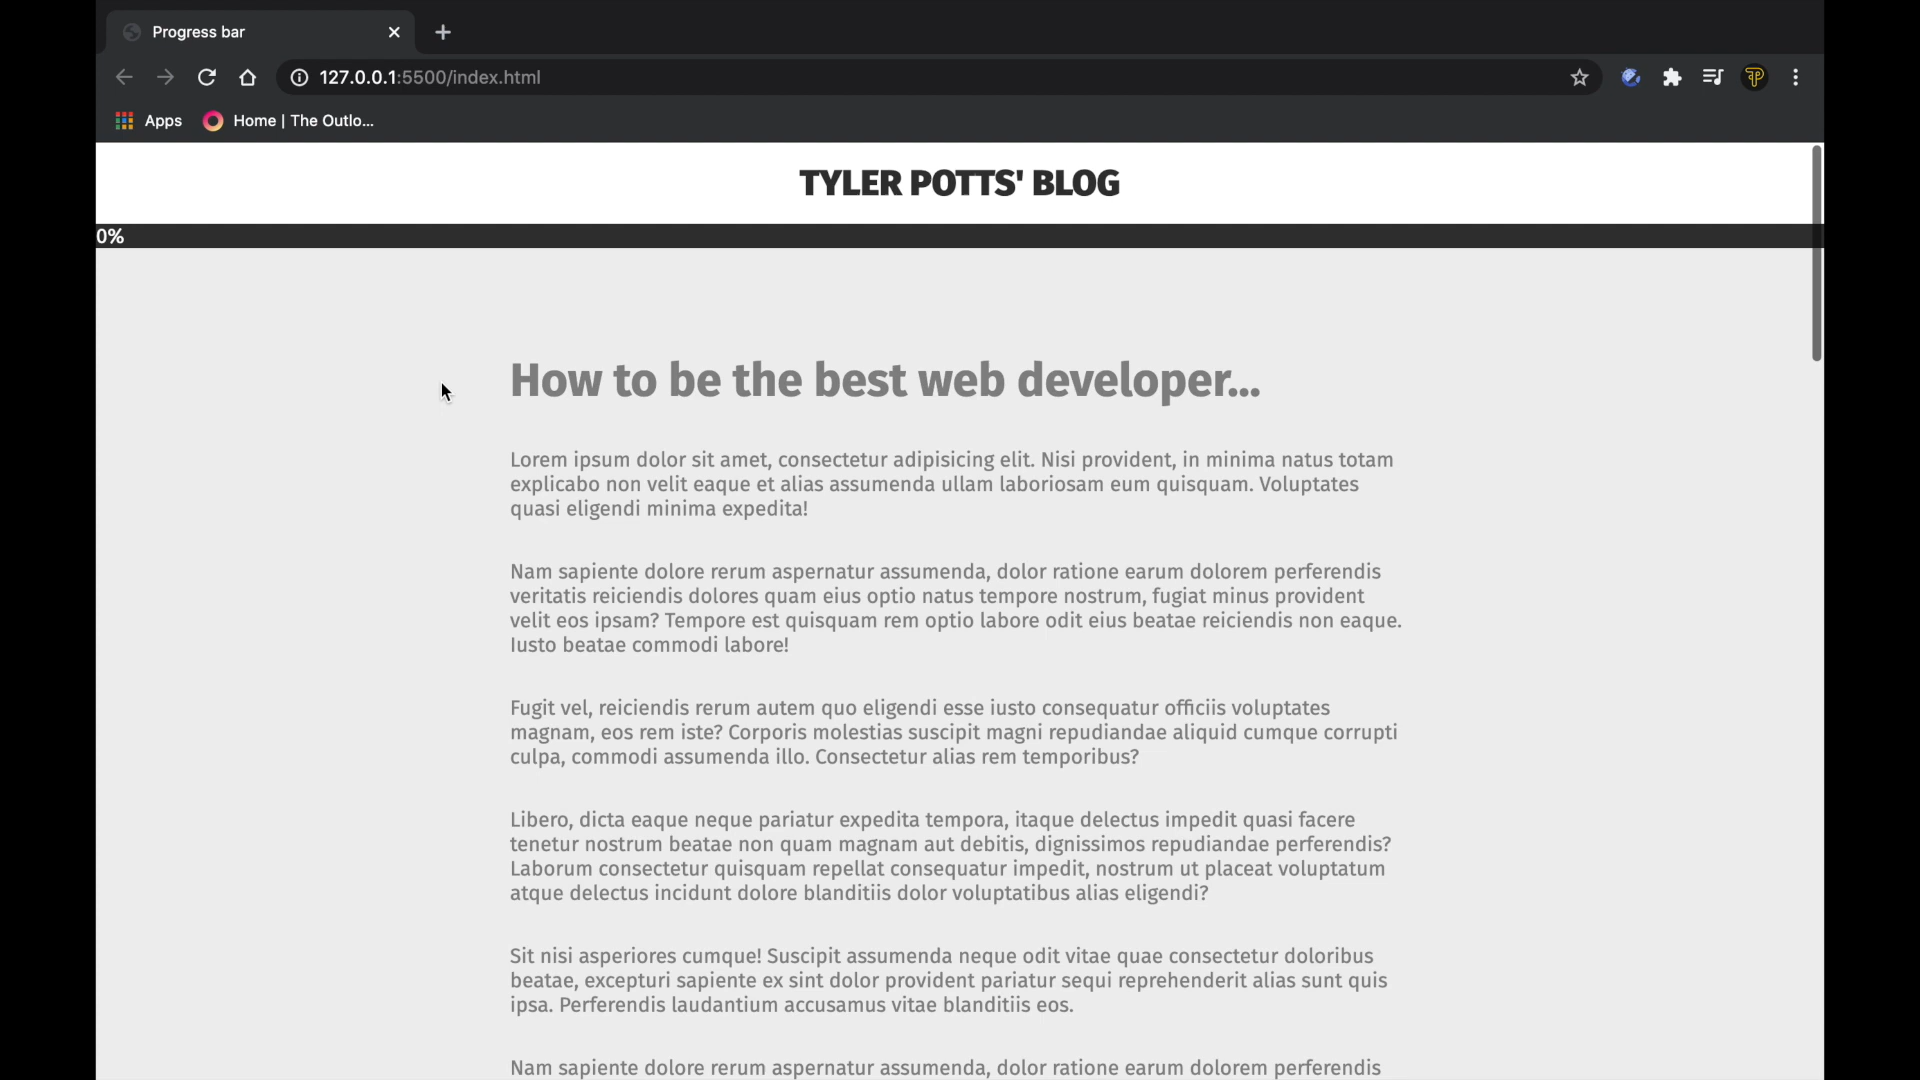 Progress bar
127.0.0.1:5500/index.html
Apps
Home | The Outlo...
TYLER POTTS' BLOG
0%
How to be the best web developer...
Lorem ipsum dolor sit amet, consectetur adipisicing elit. Nisi provident, in minima natus totam
explicabo non velit eaque et alias assumenda ullam laboriosam eum quisquam. Voluptates
quasi eligendi minima expedita!
Nam sapiente dolore rerum aspernatur assumenda, dolor ratione earum dolorem perferendis
veritatis reiciendis dolores quam eius optio natus tempore nostrum, fugiat minus provident
velit eos ipsam? Tempore est quisquam rem optio labore odit eius beatae reiciendis non eaque.
Iusto beatae commodi labore!
Fugit vel, reiciendis rerum autem quo eligendi esse iusto consequatur officiis voluptates
magnam, eos rem iste? Corporis molestias suscipit magni repudiandae aliquid cumque corrupti
culpa, commodi assumenda illo. Consectetur alias rem temporibus?
Libero, dicta eaque neque pariatur expedita tempora, itaque delectus impedit quasi facere
tenetur nostrum beatae non quam magnam aut debitis, dignissimos repudiandae perferendis?
Laborum consectetur quisquam repellat consequatur impedit, nostrum ut placeat voluptatum
atque delectus incidunt dolore blanditiis dolor voluptatibus alias eligendi?
Sit nisi asperiores cumque! Suscipit assumenda neque odit vitae quae consectetur doloribus
beatae, excepturi sapiente ex sint dolor provident pariatur sequi reprehenderit alias sunt quis
ipsa. Perferendis laudantium accusamus vitae blanditiis eos.
Nam sapiente dolore rerum aspernatur assumenda, dolor ratione earum dolorem perferendis